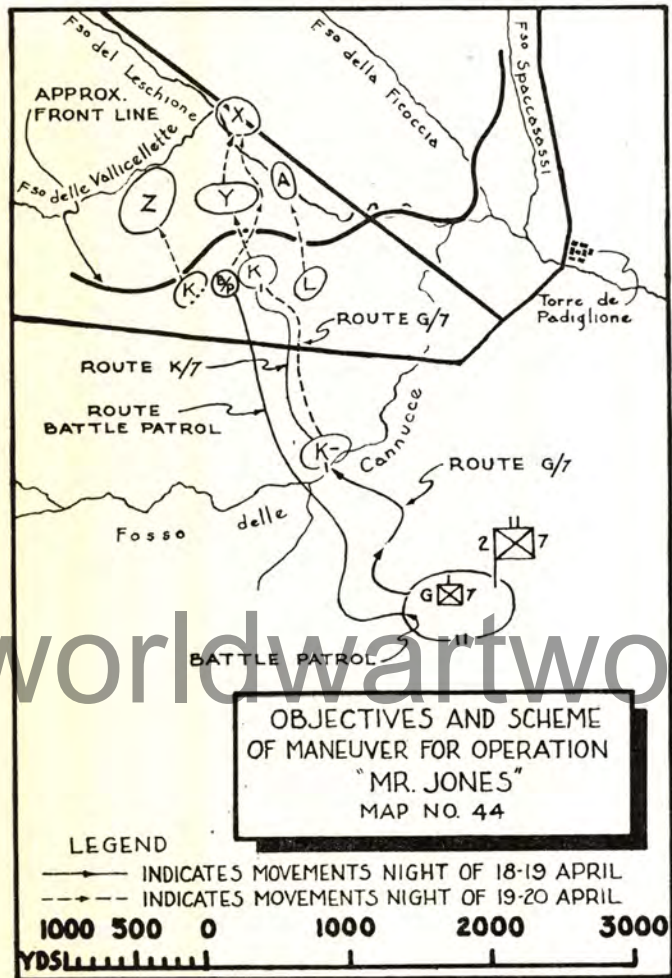 Fso del Leschione
Fso della Ficoccia
Fso Spaccasassi
APPROX.
FRONT LINE
Fso delle Vallicellette
X
Z
Y
A
K
B/P
K
L
Torre de
Padiglione
ROUTE G/7
ROUTE K/7
ROUTE
BATTLE PATROL
K-
Cannucce
ROUTE G/7
Fosso delle
2 7
G 7
BATTLE PATROL
worldwartwo
OBJECTIVES AND SCHEME
OF MANEUVER FOR OPERATION
"MR. JONES"
MAP NO. 44
LEGEND
INDICATES MOVEMENTS NIGHT OF 18-19 APRIL
INDICATES MOVEMENTS NIGHT OF 19-20 APRIL
1000 500 0 1000 2000 3000
YDS